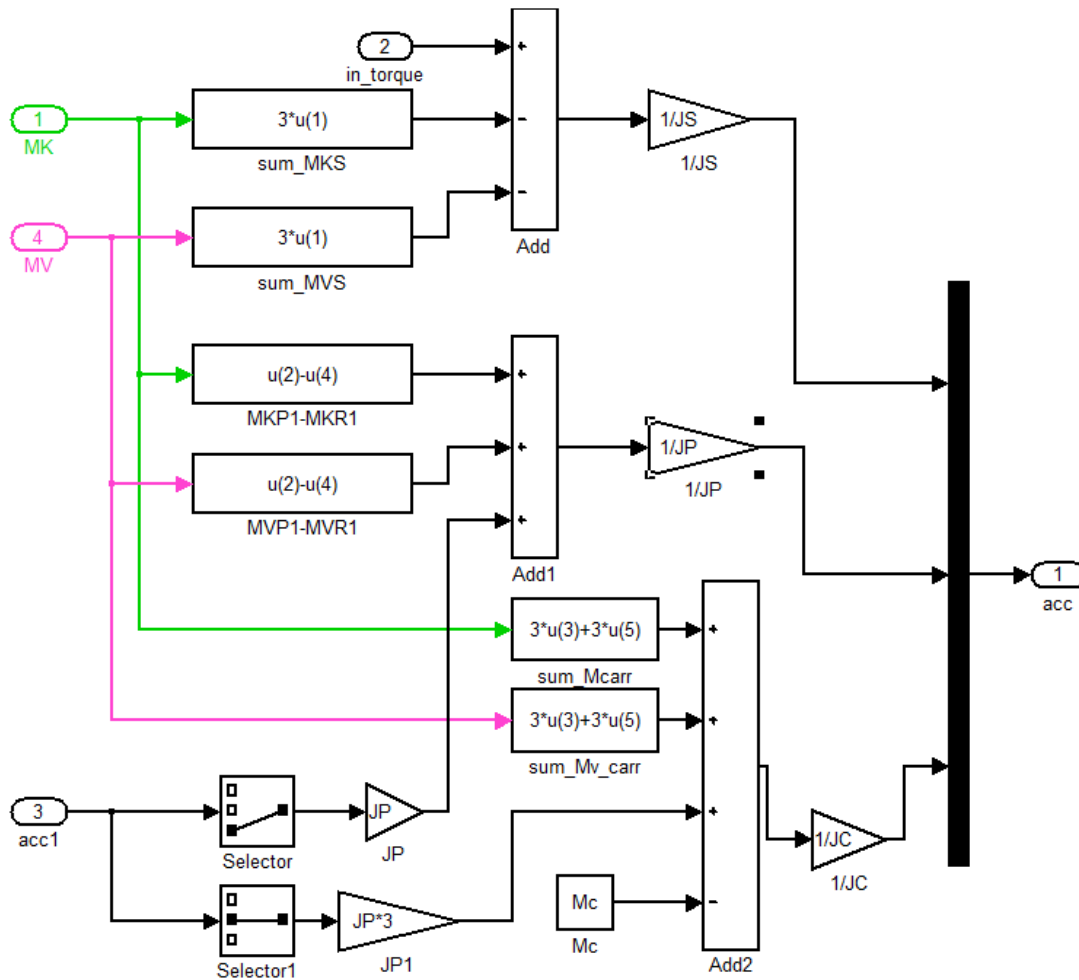 2
in_torque
+
1
MK
3*u(1)
sum_MKS
-
1/JS
1/JS
4
MV
3*u(1)
sum_MVS
-
Add
u(2)-u(4)
MKP1-MKR1
+
u(2)-u(4)
MVP1-MVR1
+
1/JP
1/JP
+
Add1
1
acc
3*u(3)+3*u(5)
sum_Mcarr
+
3*u(3)+3*u(5)
sum_Mv_carr
+
3
acc1
Selector
JP
JP
+
1/JC
1/JC
Selector1
JP*3
JP1
Mc
Mc
-
Add2